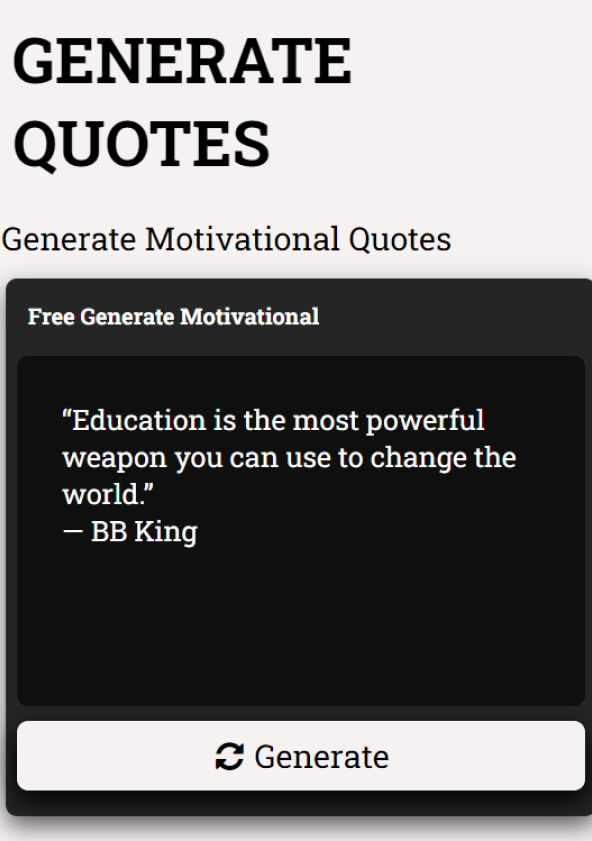 GENERATE
QUOTES
Generate Motivational Quotes
Free Generate Motivational
“Education is the most powerful
weapon you can use to change the
world.”
— BB King
Generate